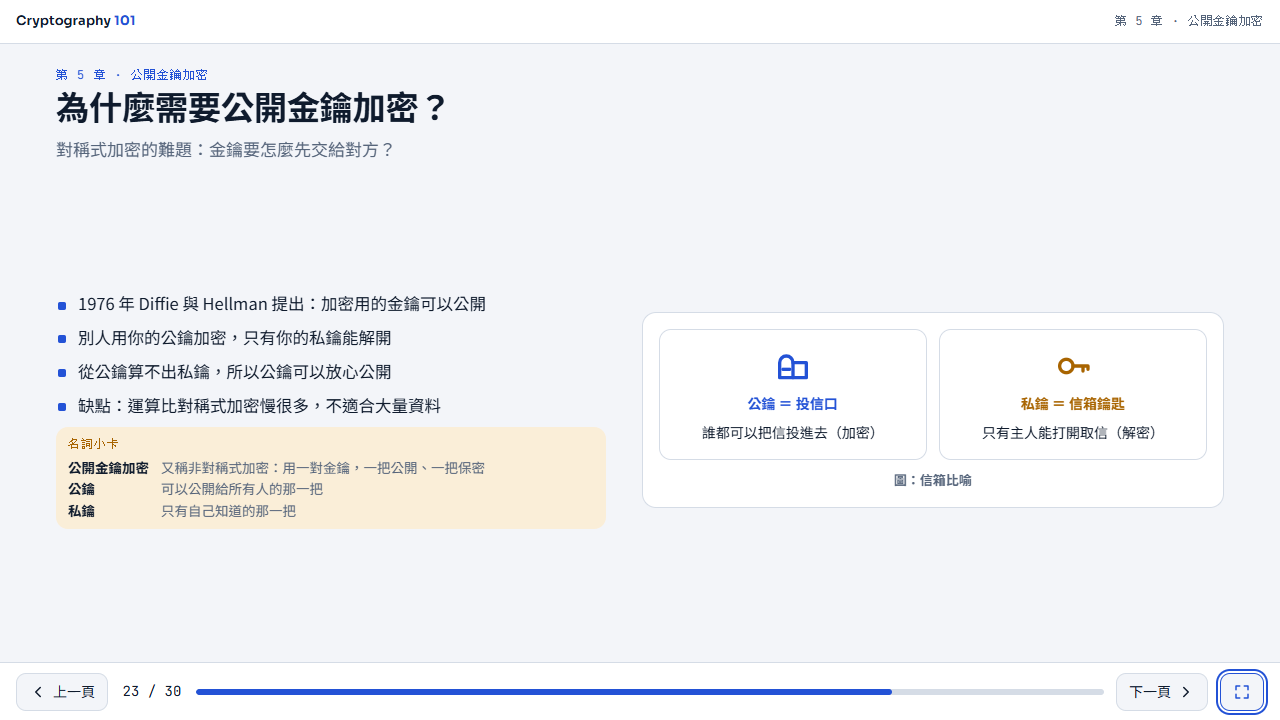 Cryptography 101
第 5 章 · 公開金鑰加密
第 5 章 · 公開金鑰加密
為什麼需要公開金鑰加密？
對稱式加密的難題：金鑰要怎麼先交給對方？
1976 年 Diffie 與 Hellman 提出：加密用的金鑰可以公開
別人用你的公鑰加密，只有你的私鑰能解開
從公鑰算不出私鑰，所以公鑰可以放心公開
缺點：運算比對稱式加密慢很多，不適合大量資料
名詞小卡
公開金鑰加密 又稱非對稱式加密：用一對金鑰，一把公開、一把保密
公鑰 可以公開給所有人的那一把
私鑰 只有自己知道的那一把
公鑰 ＝ 投信口
誰都可以把信投進去（加密）
私鑰 ＝ 信箱鑰匙
只有主人能打開取信（解密）
圖：信箱比喻
上一頁
23 / 30
下一頁